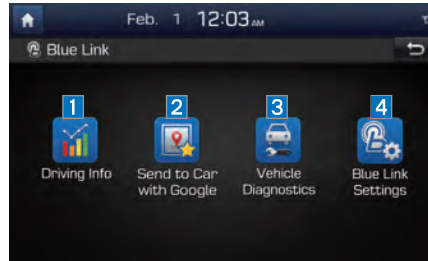 Feb. 1 12:03 AM
Blue Link
1 2 3 4
Driving Info
Send to Car
with Google
Vehicle
Diagnostics
Blue Link
Settings